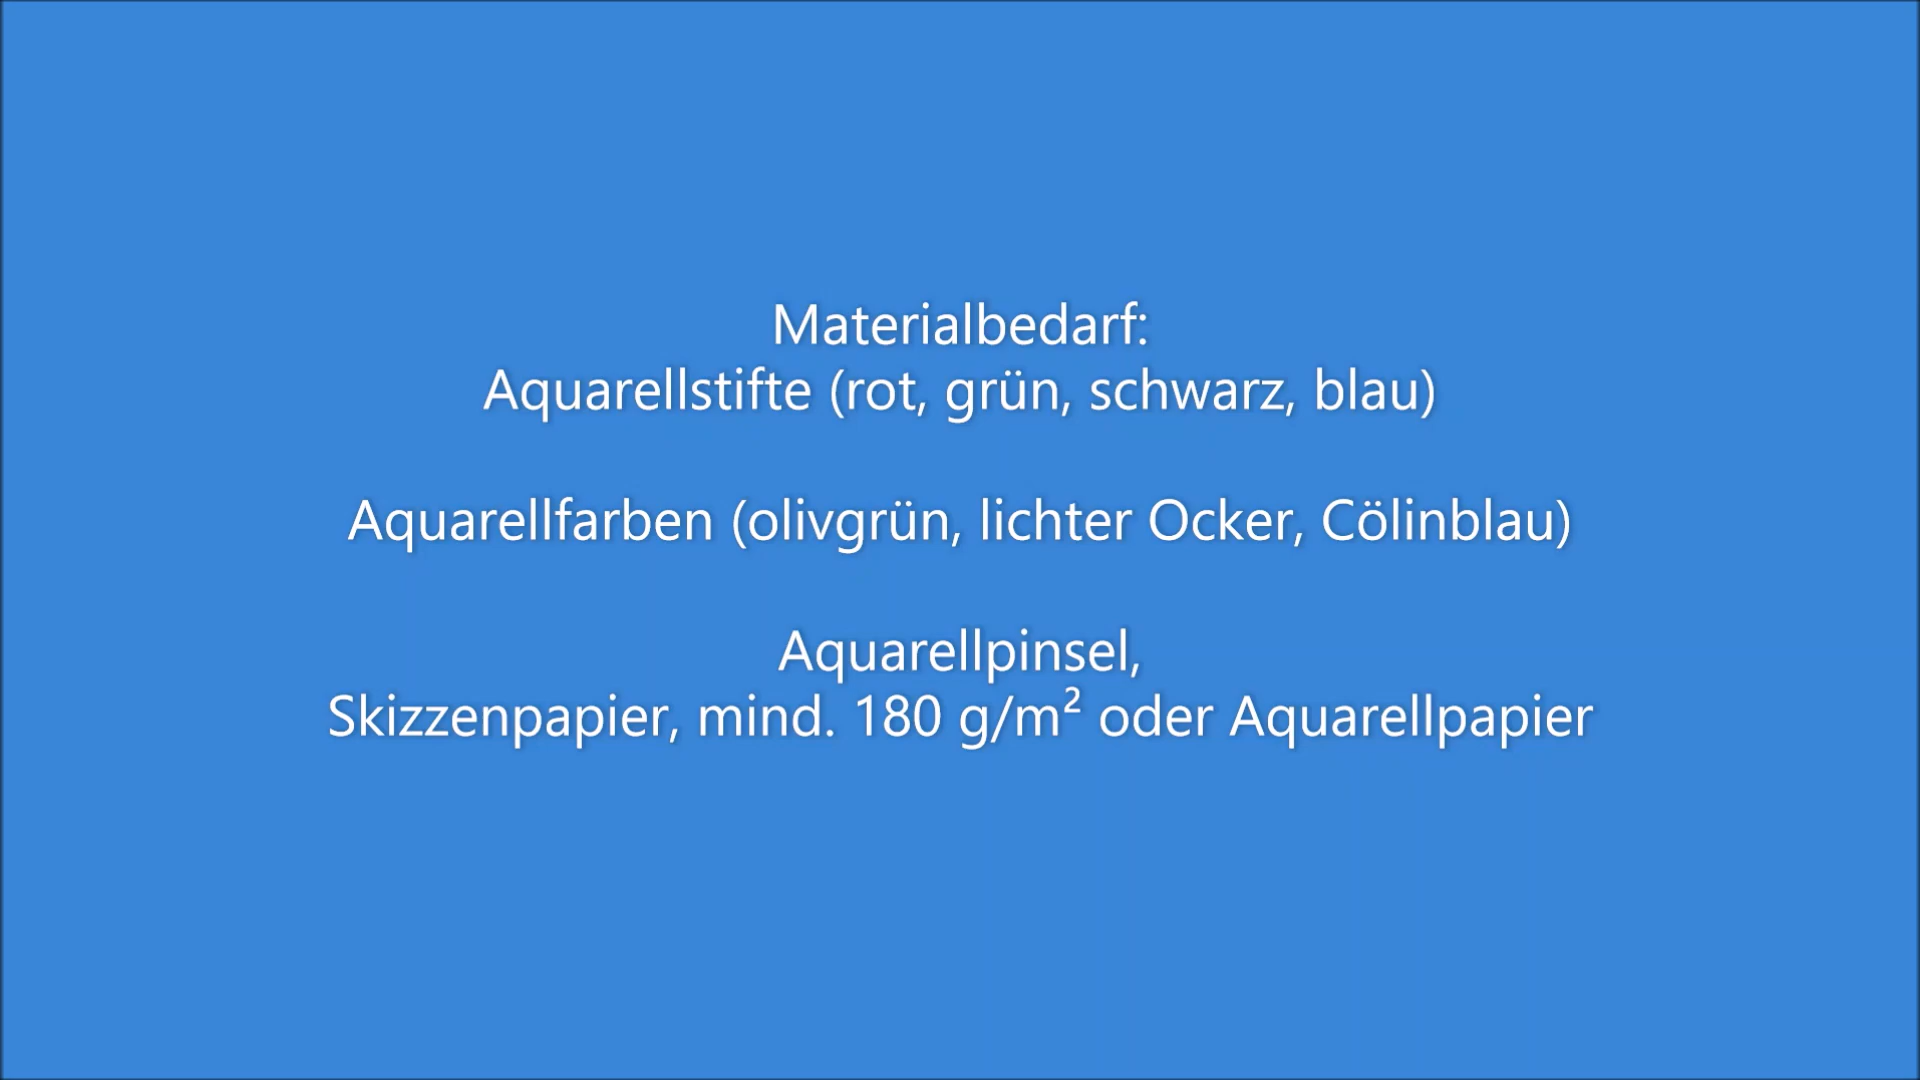 Materialbedarf:
Aquarellstifte (rot, grün, schwarz, blau)
Aquarellfarben (olivgrün, lichter Ocker, Cölinblau)
Aquarellpinsel,
Skizzenpapier, mind. 180 g/m² oder Aquarellpapier